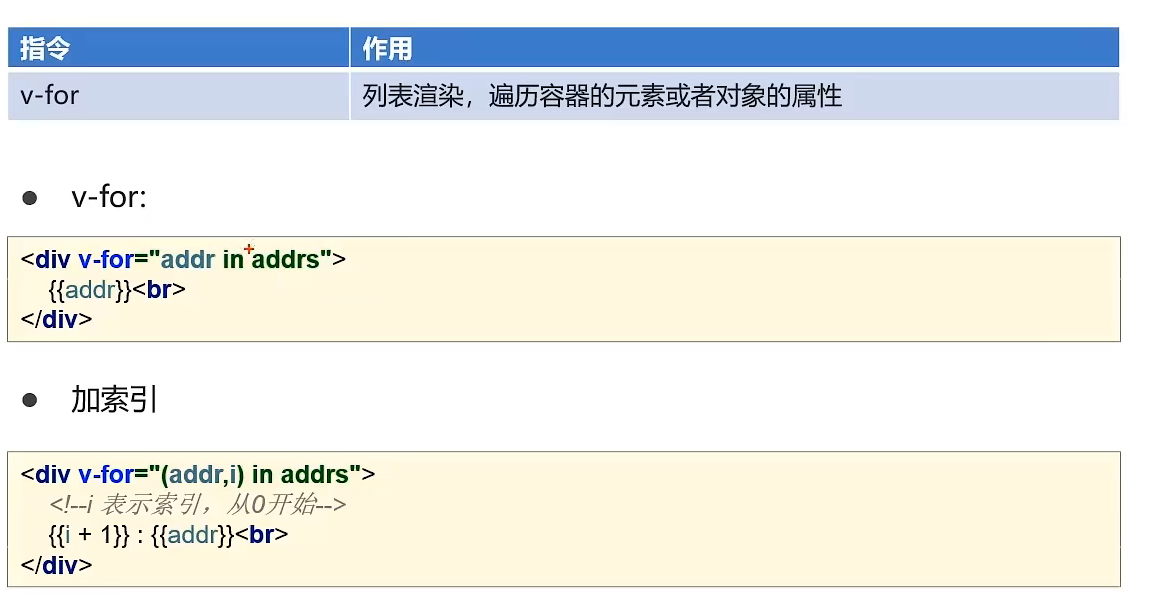 指令 作用
v-for 列表渲染，遍历容器的元素或者对象的属性
● v-for:
<div v-for="addr in addrs">
{{addr}}<br>
</div>
● 加索引
<div v-for="(addr,i) in addrs">
<!--i 表示索引，从0开始-->
{{i + 1}} : {{addr}}<br>
</div>